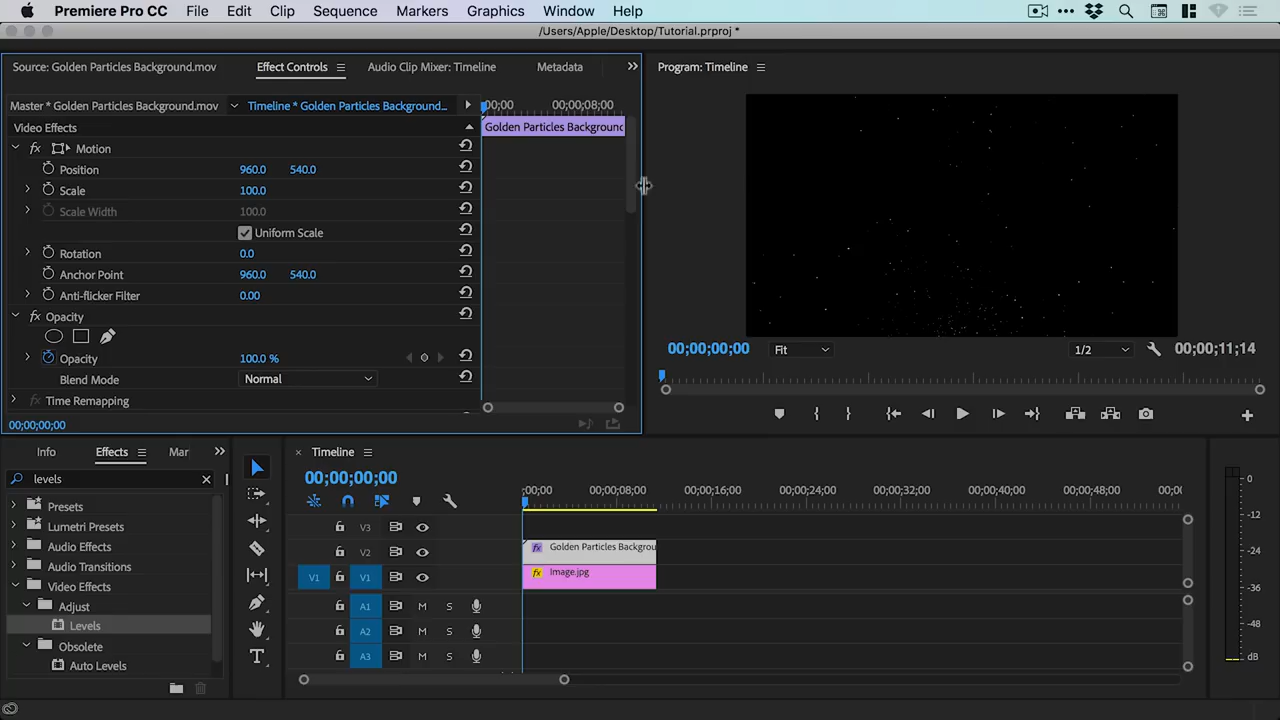 Premiere Pro CC File Edit Clip Sequence Markers Graphics Window Help
/Users/Apple/Desktop/Tutorial.prproj *
Source: Golden Particles Background.mov Effect Controls Audio Clip Mixer: Timeline Metadata
Program: Timeline
Master * Golden Particles Background.mov Timeline * Golden Particles Background...
;00;00 00;00;08;00
Video Effects
Golden Particles Background
fx Motion
Position 960.0 540.0
Scale 100.0
Scale Width 100.0
Uniform Scale
Rotation 0.0
Anchor Point 960.0 540.0
Anti-flicker Filter 0.00
fx Opacity
Opacity 100.0 %
Blend Mode Normal
fx Time Remapping
00;00;00;00
00;00;00;00 Fit 1/2 00;00;11;14
Info Effects Mar
levels
Presets
Lumetri Presets
Audio Effects
Audio Transitions
Video Effects
Adjust
Levels
Obsolete
Auto Levels
Timeline
00;00;00;00
;00;00 00;00;08;00 00;00;16;00 00;00;24;00 00;00;32;00 00;00;40;00 00;00;48;00 00;0
V3
V2 fx Golden Particles Backgrou
V1 V1 fx Image.jpg
A1 M S
A2 M S
A3 M S
0
-12
-24
-36
-48
dB